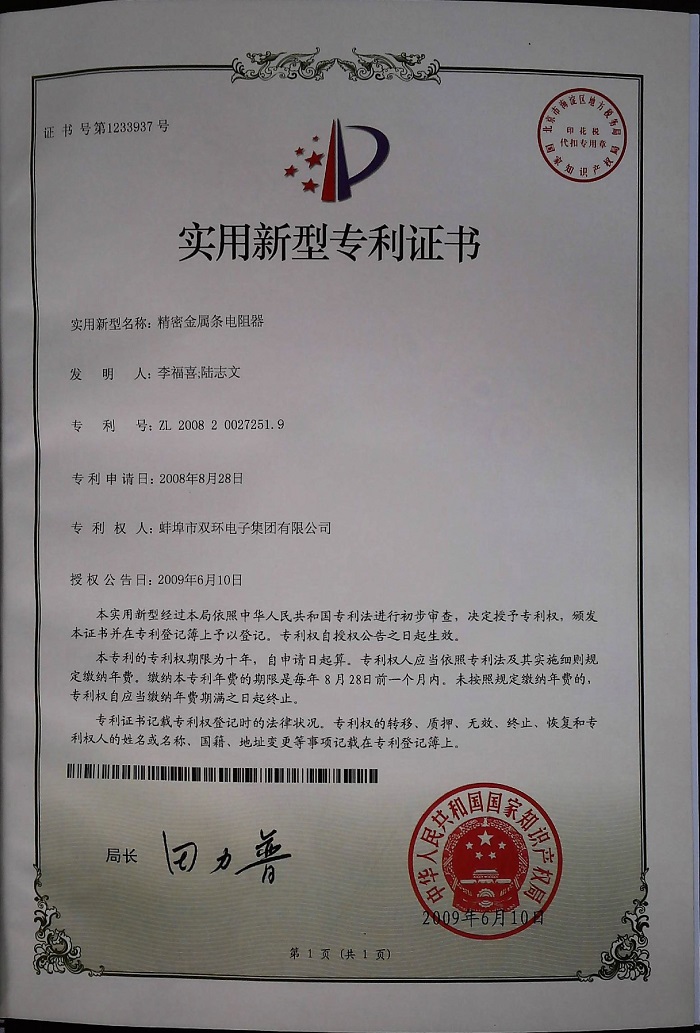 证书号第1233937号
北京市海淀区地方税务局
印花税
代扣专用章
国家知识产权局
实用新型专利证书
实用新型名称：精密金属条电阻器
发明人：李福喜;陆志文
专利号：ZL 2008 2 0027251.9
专利申请日：2008年8月28日
专利权人：蚌埠市双环电子集团有限公司
授权公告日：2009年6月10日
本实用新型经过本局依照中华人民共和国专利法进行初步审查，决定授予专利权，颁发
本证书并在专利登记簿上予以登记。专利权自授权公告之日起生效。
本专利的专利权期限为十年，自申请日起算。专利权人应当依照专利法及其实施细则规
定缴纳年费。缴纳本专利年费的期限是每年 8 月 28 日前一个月内。未按照规定缴纳年费的，
专利权自应当缴纳年费期满之日起终止。
专利证书记载专利权登记时的法律状况。专利权的转移、质押、无效、终止、恢复和专
利权人的姓名或名称、国籍、地址变更等事项记载在专利登记簿上。
局长 田力普
中华人民共和国国家知识产权局
2009年6月10日
第 1 页 (共 1 页)